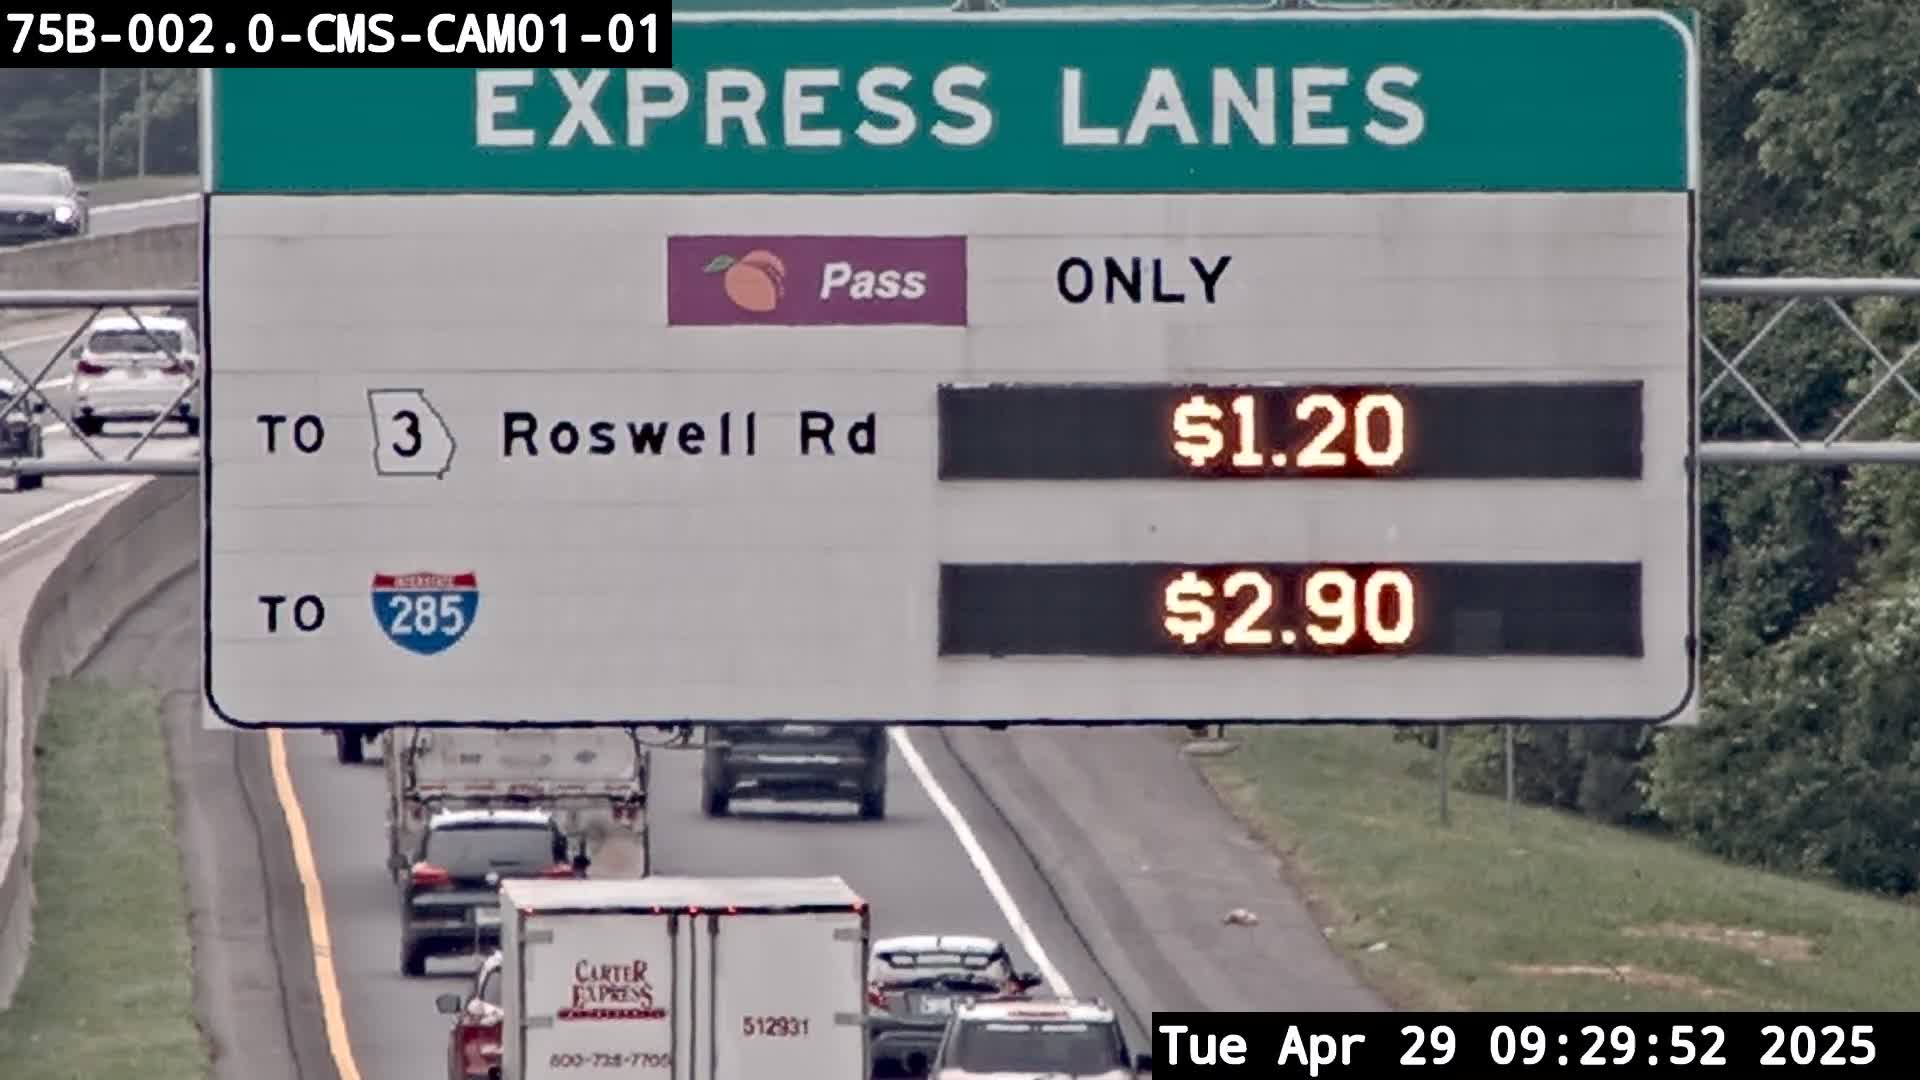 75B-002.0-CMS-CAM01-01
EXPRESS LANES
Pass ONLY
TO 3 Roswell Rd $1.20
TO INTERSTATE 285 $2.90
CARTER
EXPRESS
512931
Tue Apr 29 09:29:52 2025